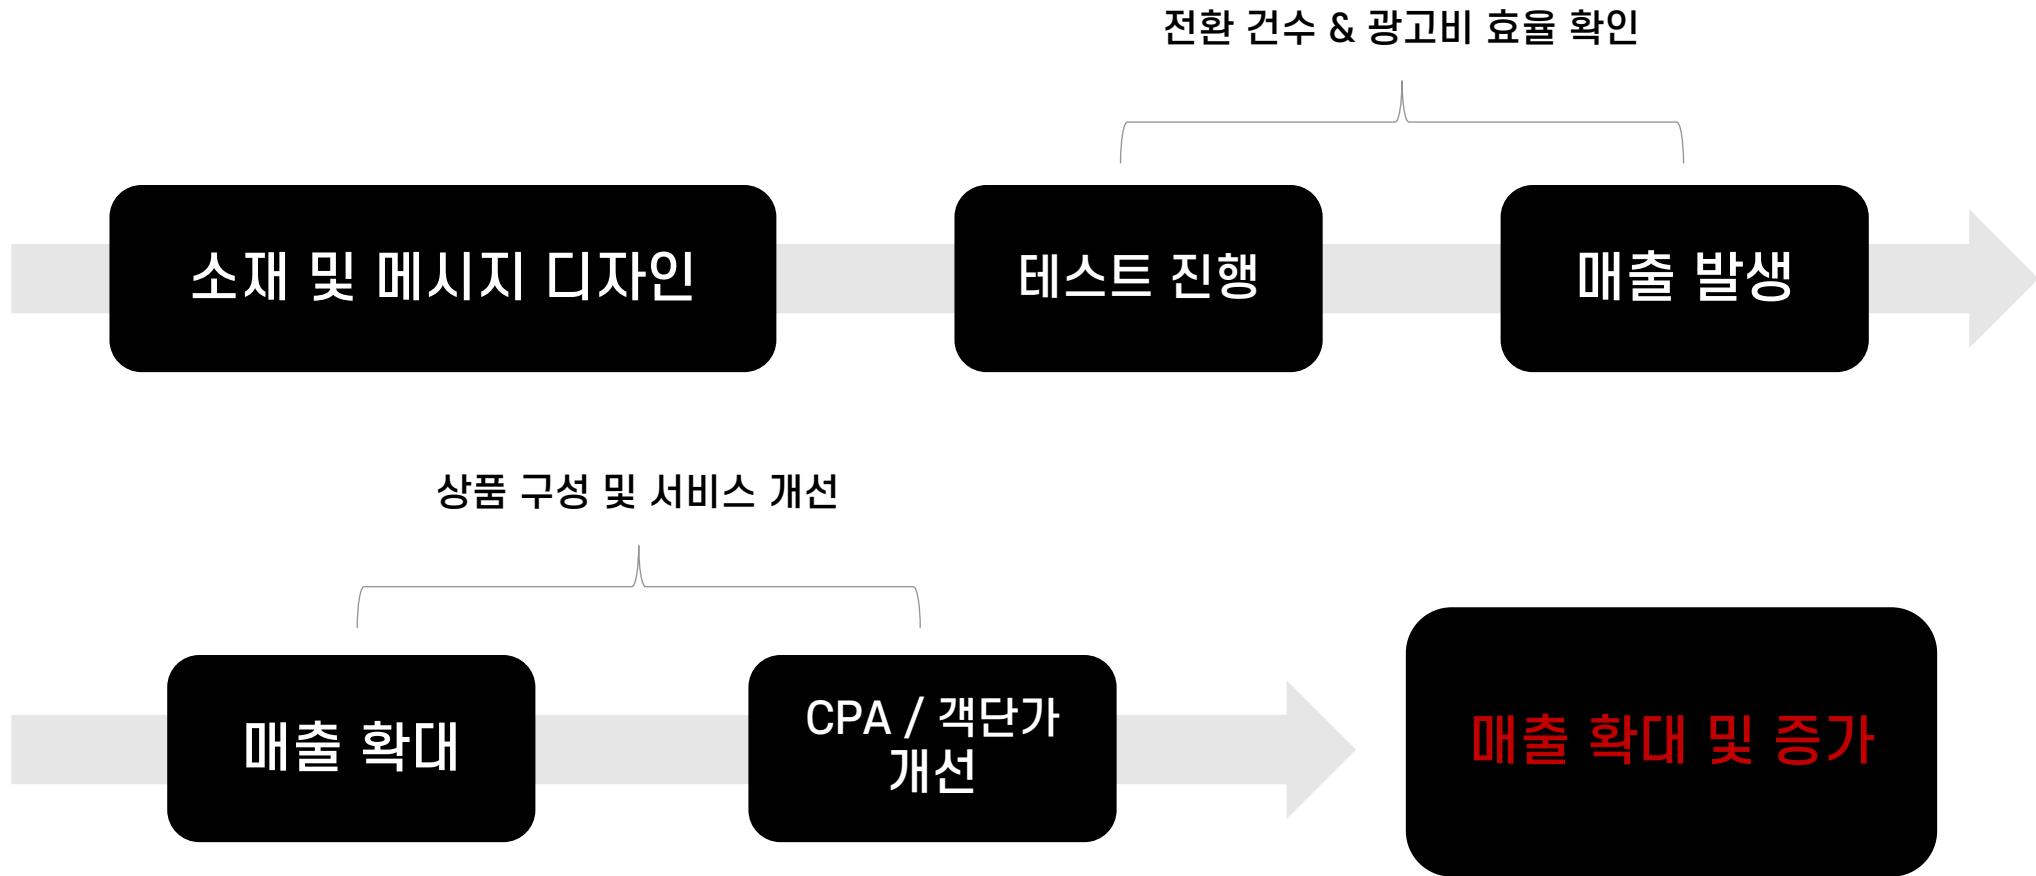 전환 건수 & 광고비 효율 확인
소재 및 메시지 디자인
테스트 진행
매출 발생
상품 구성 및 서비스 개선
매출 확대
CPA / 객단가
개선
매출 확대 및 증가